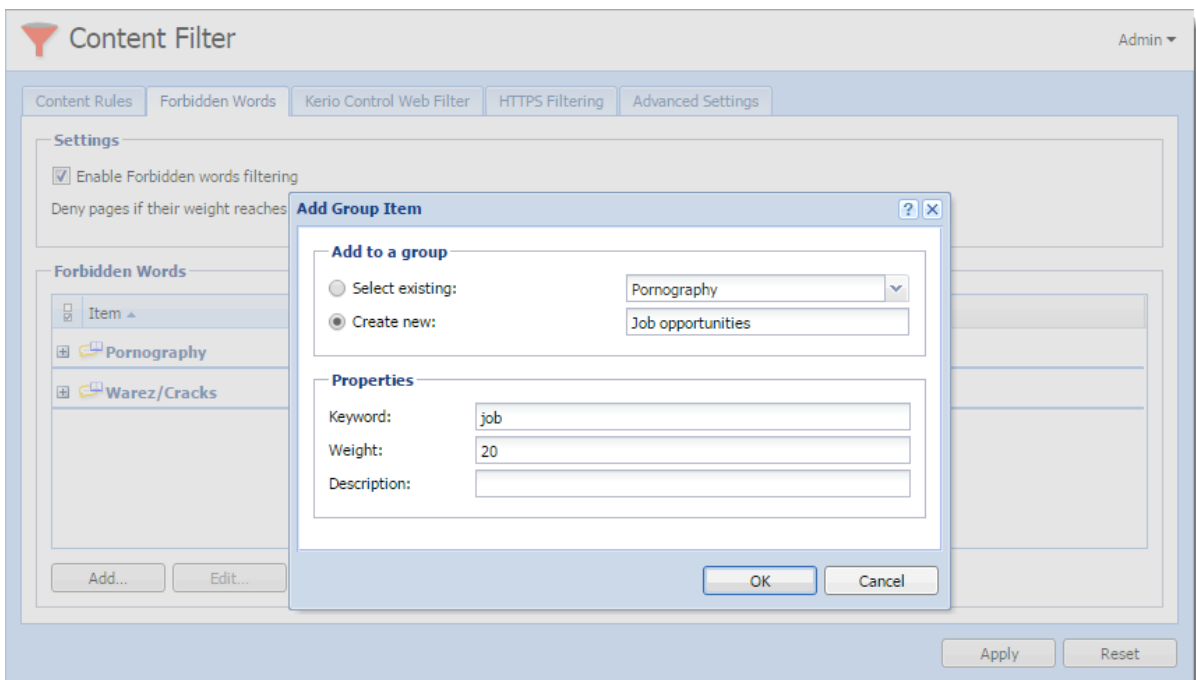 Content Filter
Admin
Content Rules
Forbidden Words
Kerio Control Web Filter
HTTPS Filtering
Advanced Settings
Settings
Enable Forbidden words filtering
Deny pages if their weight reaches
Add Group Item
?
Add to a group
Select existing:
Pornography
Create new:
Job opportunities
Properties
Keyword:
job
Weight:
20
Description:
OK
Cancel
Forbidden Words
Item
Pornography
Warez/Cracks
Add...
Edit...
Apply
Reset